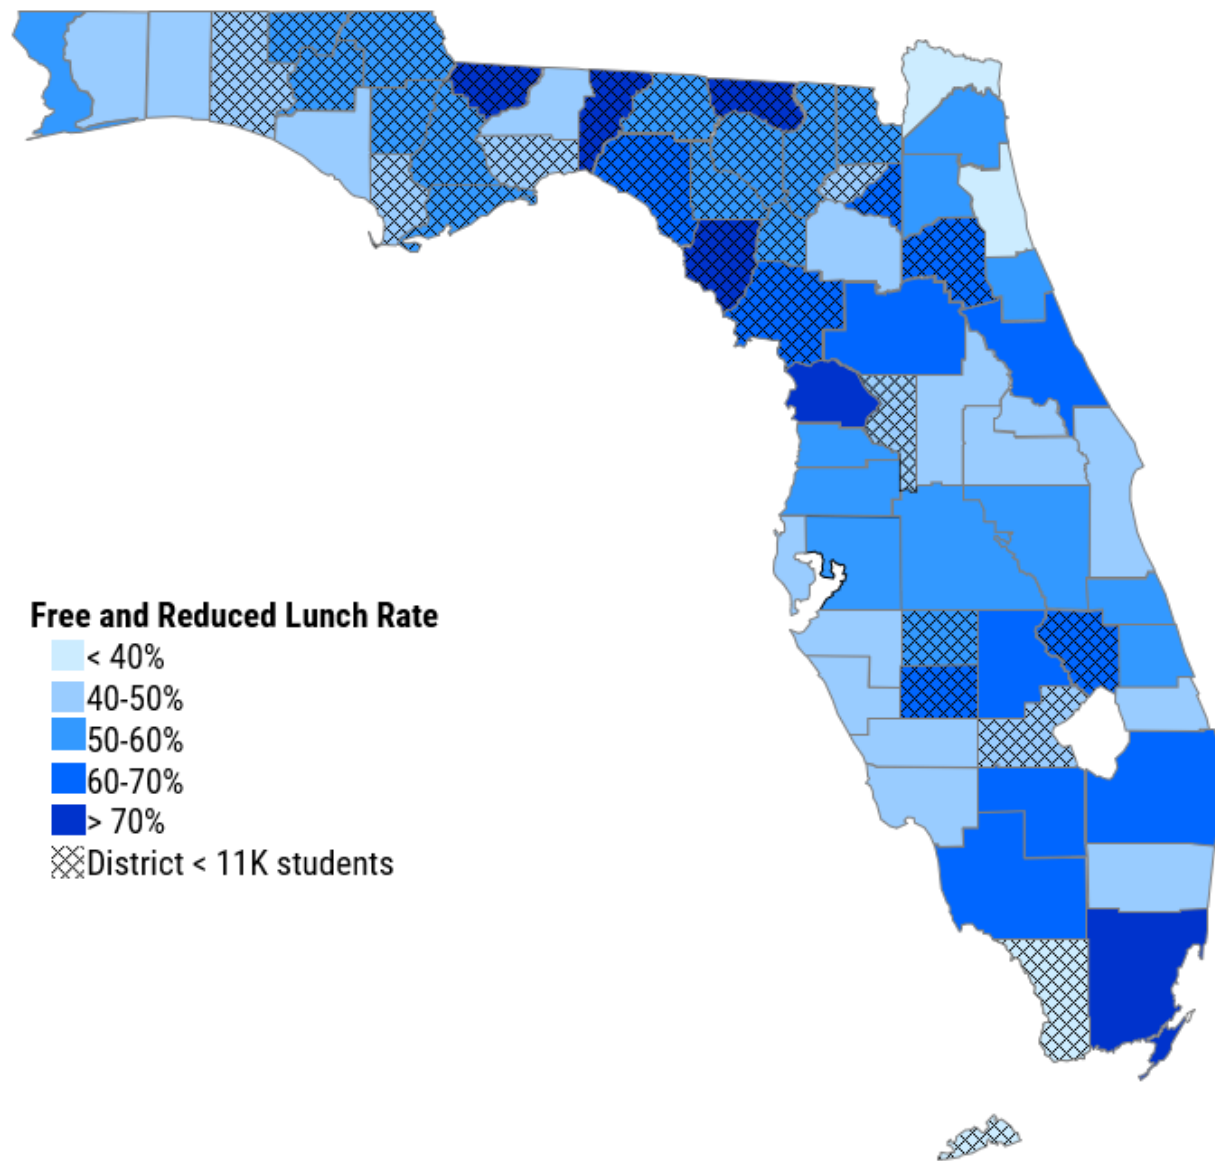 Free and Reduced Lunch Rate
< 40%
40-50%
50-60%
60-70%
> 70%
District < 11K students